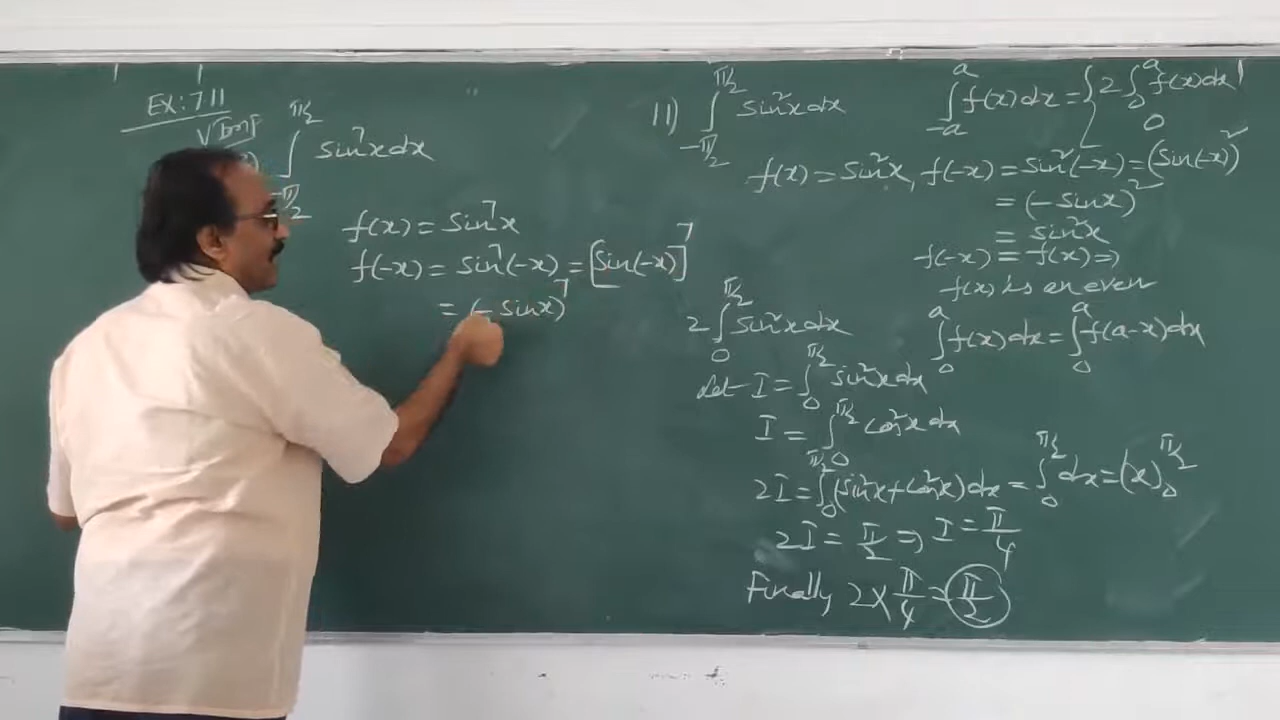 EX: 7.11
√Imp
∫_{-π/2}^{π/2} sin⁷x dx
f(x) = sin⁷x
f(-x) = sin⁷(-x) = [sin(-x)]⁷
= (- sinx)⁷
11) ∫_{-π/2}^{π/2} sin²x dx
∫_{-a}^{a} f(x) dx = { 2 ∫_{0}^{a} f(x) dx
0
f(x) = sin²x, f(-x) = sin²(-x) = (sin(-x))²
= (- sinx)²
= sin²x
f(-x) = f(x) ⇒
f(x) is an even
2 ∫_{0}^{π/2} sin²x dx
∫_{0}^{a} f(x) dx = ∫_{0}^{a} f(a-x) dx
Let I = ∫_{0}^{π/2} sin²x dx
I = ∫_{0}^{π/2} cos²x dx
2I = ∫_{0}^{π/2} (sin²x + cos²x) dx = ∫_{0}^{π/2} dx = (x)_{0}^{π/2}
2I = π/2 ⇒ I = π/4
Finally 2 × π/4 = π/2